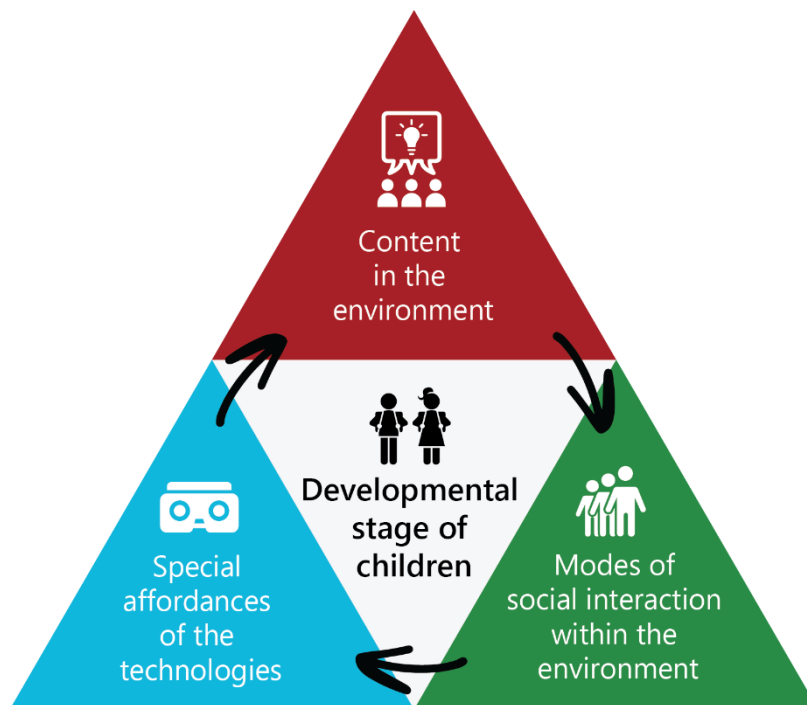 Content
in the
environment
Developmental
stage of
children
Special
affordances
of the
technologies
Modes of
social interaction
within the
environment